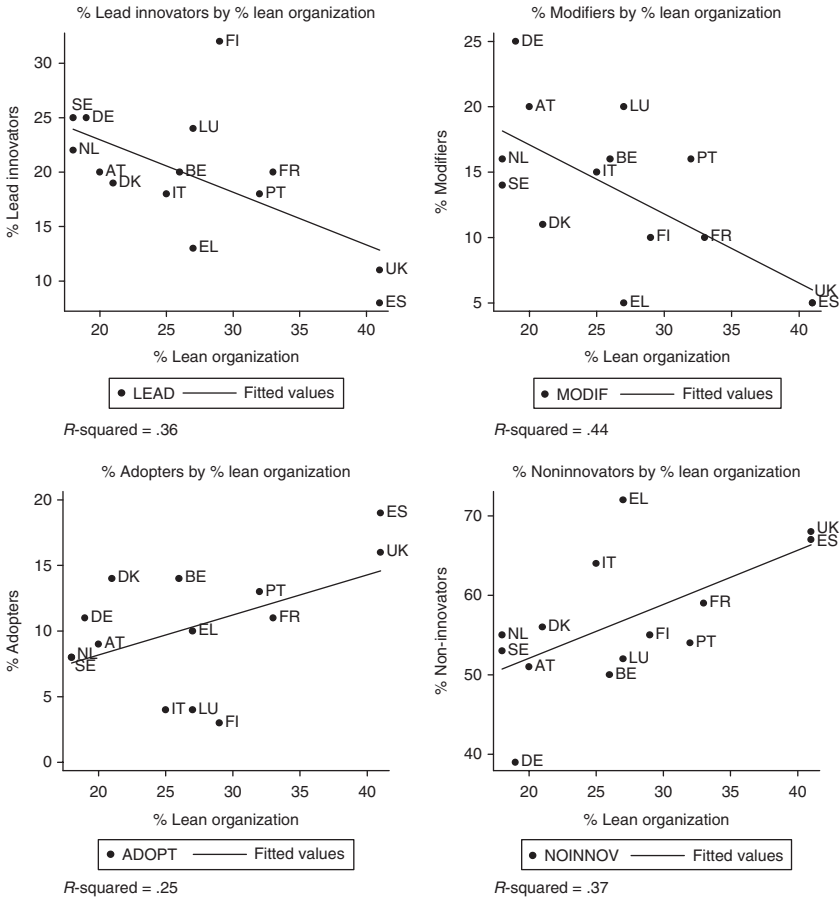 % Lead innovators by % lean organization
% Lead innovators
30
25
20
15
10
FI
SE
DE
LU
NL
AT
DK
BE
FR
IT
PT
EL
UK
ES
20 25 30 35 40
% Lean organization
LEAD Fitted values
R-squared = .36
% Modifiers by % lean organization
% Modifiers
25
20
15
10
5
DE
AT
LU
NL
BE
PT
IT
SE
DK
FI
FR
EL
UK
ES
20 25 30 35 40
% Lean organization
MODIF Fitted values
R-squared = .44
% Adopters by % lean organization
% Adopters
20
15
10
5
0
ES
UK
DK
BE
PT
DE
FR
EL
AT
NL
SE
IT
LU
FI
20 25 30 35 40
% Lean organization
ADOPT Fitted values
R-squared = .25
% Noninnovators by % lean organization
% Non-innovators
70
60
50
40
EL
UK
ES
IT
FR
NL
DK
FI
SE
PT
LU
AT
BE
DE
20 25 30 35 40
% Lean organization
NOINNOV Fitted values
R-squared = .37